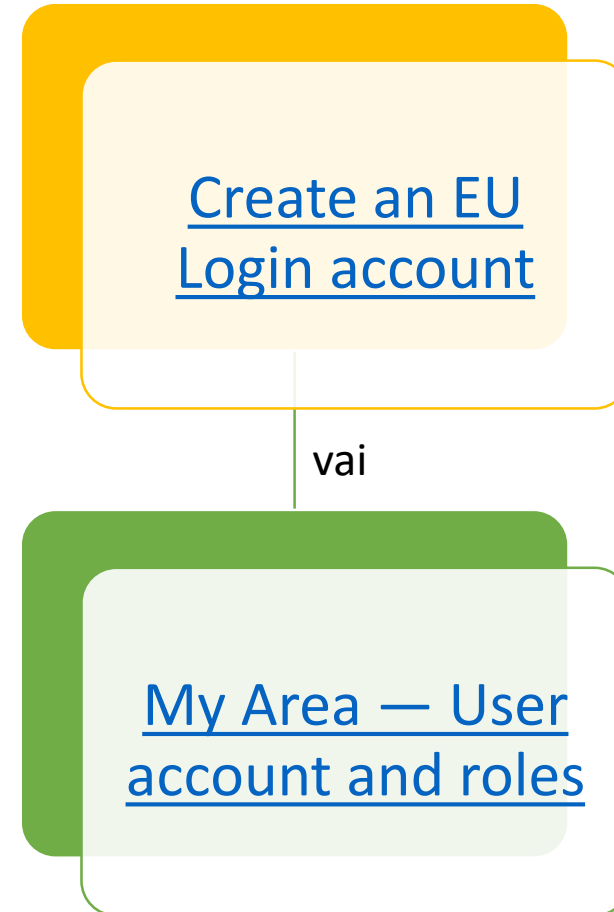 Create an EU
Login account
vai
My Area — User
account and roles